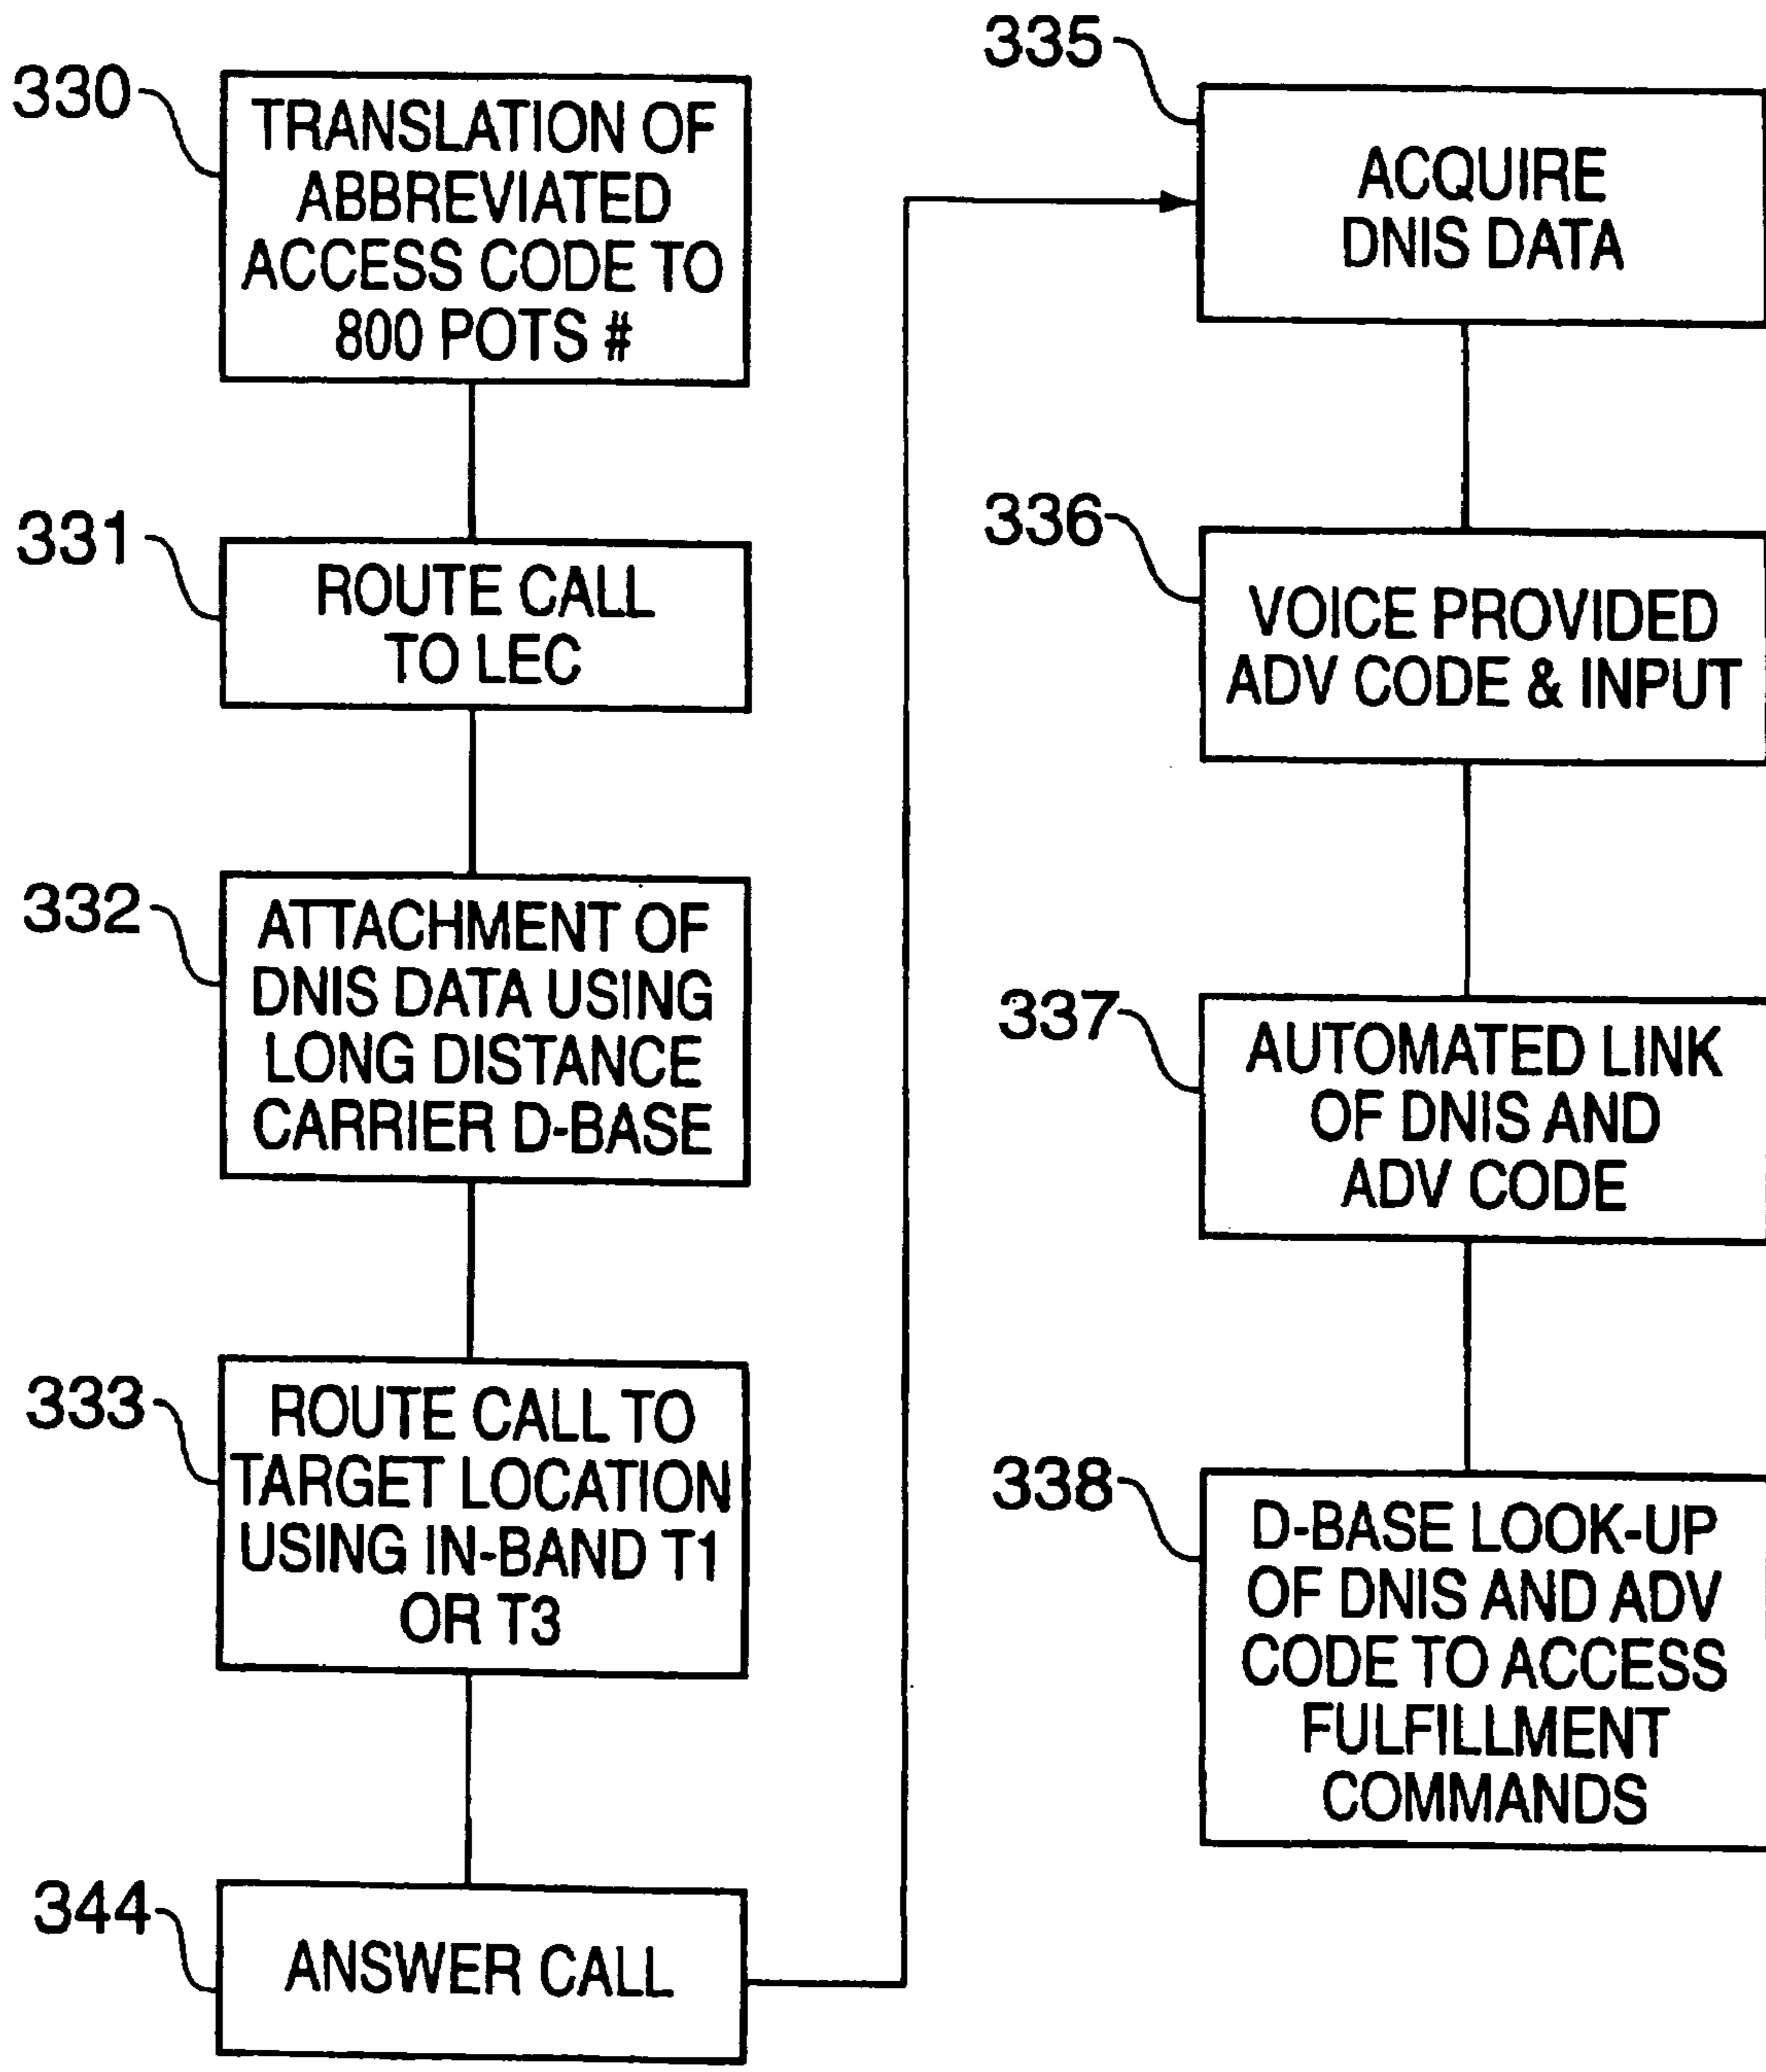 330
TRANSLATION OF
ABBREVIATED
ACCESS CODE TO
800 POTS #
331
ROUTE CALL
TO LEC
332
ATTACHMENT OF
DNIS DATA USING
LONG DISTANCE
CARRIER D-BASE
333
ROUTE CALL TO
TARGET LOCATION
USING IN-BAND T1
OR T3
344
ANSWER CALL
335
ACQUIRE
DNIS DATA
336
VOICE PROVIDED
ADV CODE & INPUT
337
AUTOMATED LINK
OF DNIS AND
ADV CODE
338
D-BASE LOOK-UP
OF DNIS AND ADV
CODE TO ACCESS
FULFILLMENT
COMMANDS